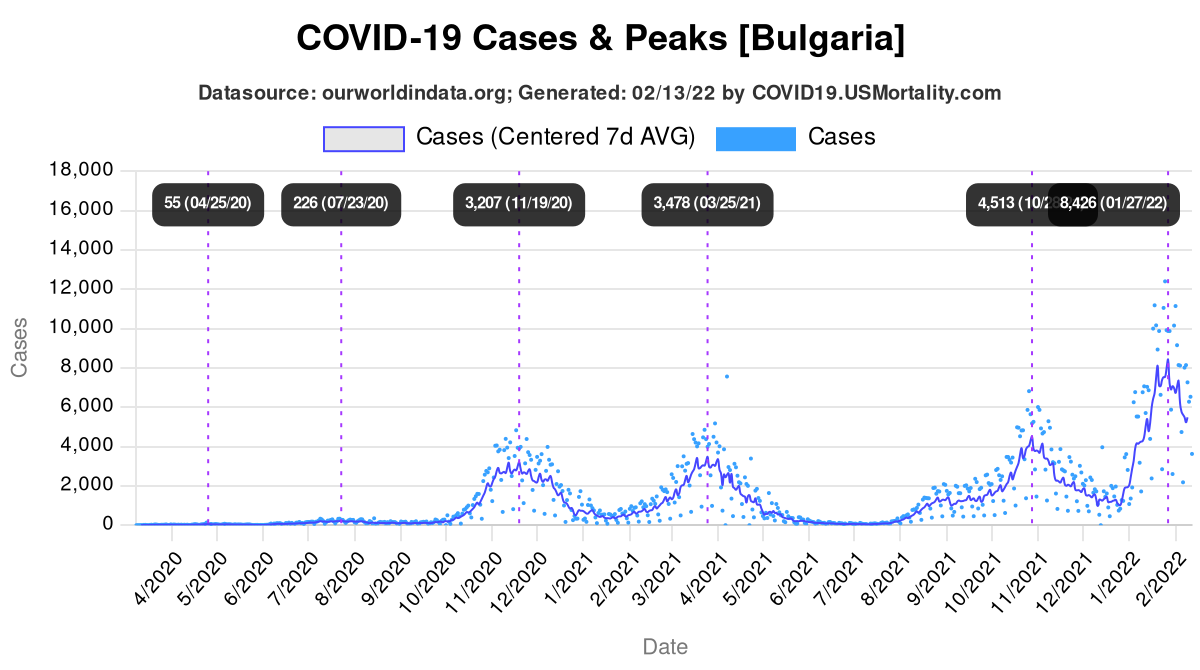 COVID-19 Cases & Peaks [Bulgaria]
Datasource: ourworldindata.org; Generated: 02/13/22 by COVID19.USMortality.com
Cases (Centered 7d AVG) Cases
55 (04/25/20) 226 (07/23/20) 3,207 (11/19/20) 3,478 (03/25/21) 4,513 (10/2 8,426 (01/27/22)
18,000
16,000
14,000
12,000
10,000
8,000
6,000
4,000
2,000
0
Cases
4/2020 5/2020 6/2020 7/2020 8/2020 9/2020 10/2020 11/2020 12/2020 1/2021 2/2021 3/2021 4/2021 5/2021 6/2021 7/2021 8/2021 9/2021 10/2021 11/2021 12/2021 1/2022 2/2022
Date